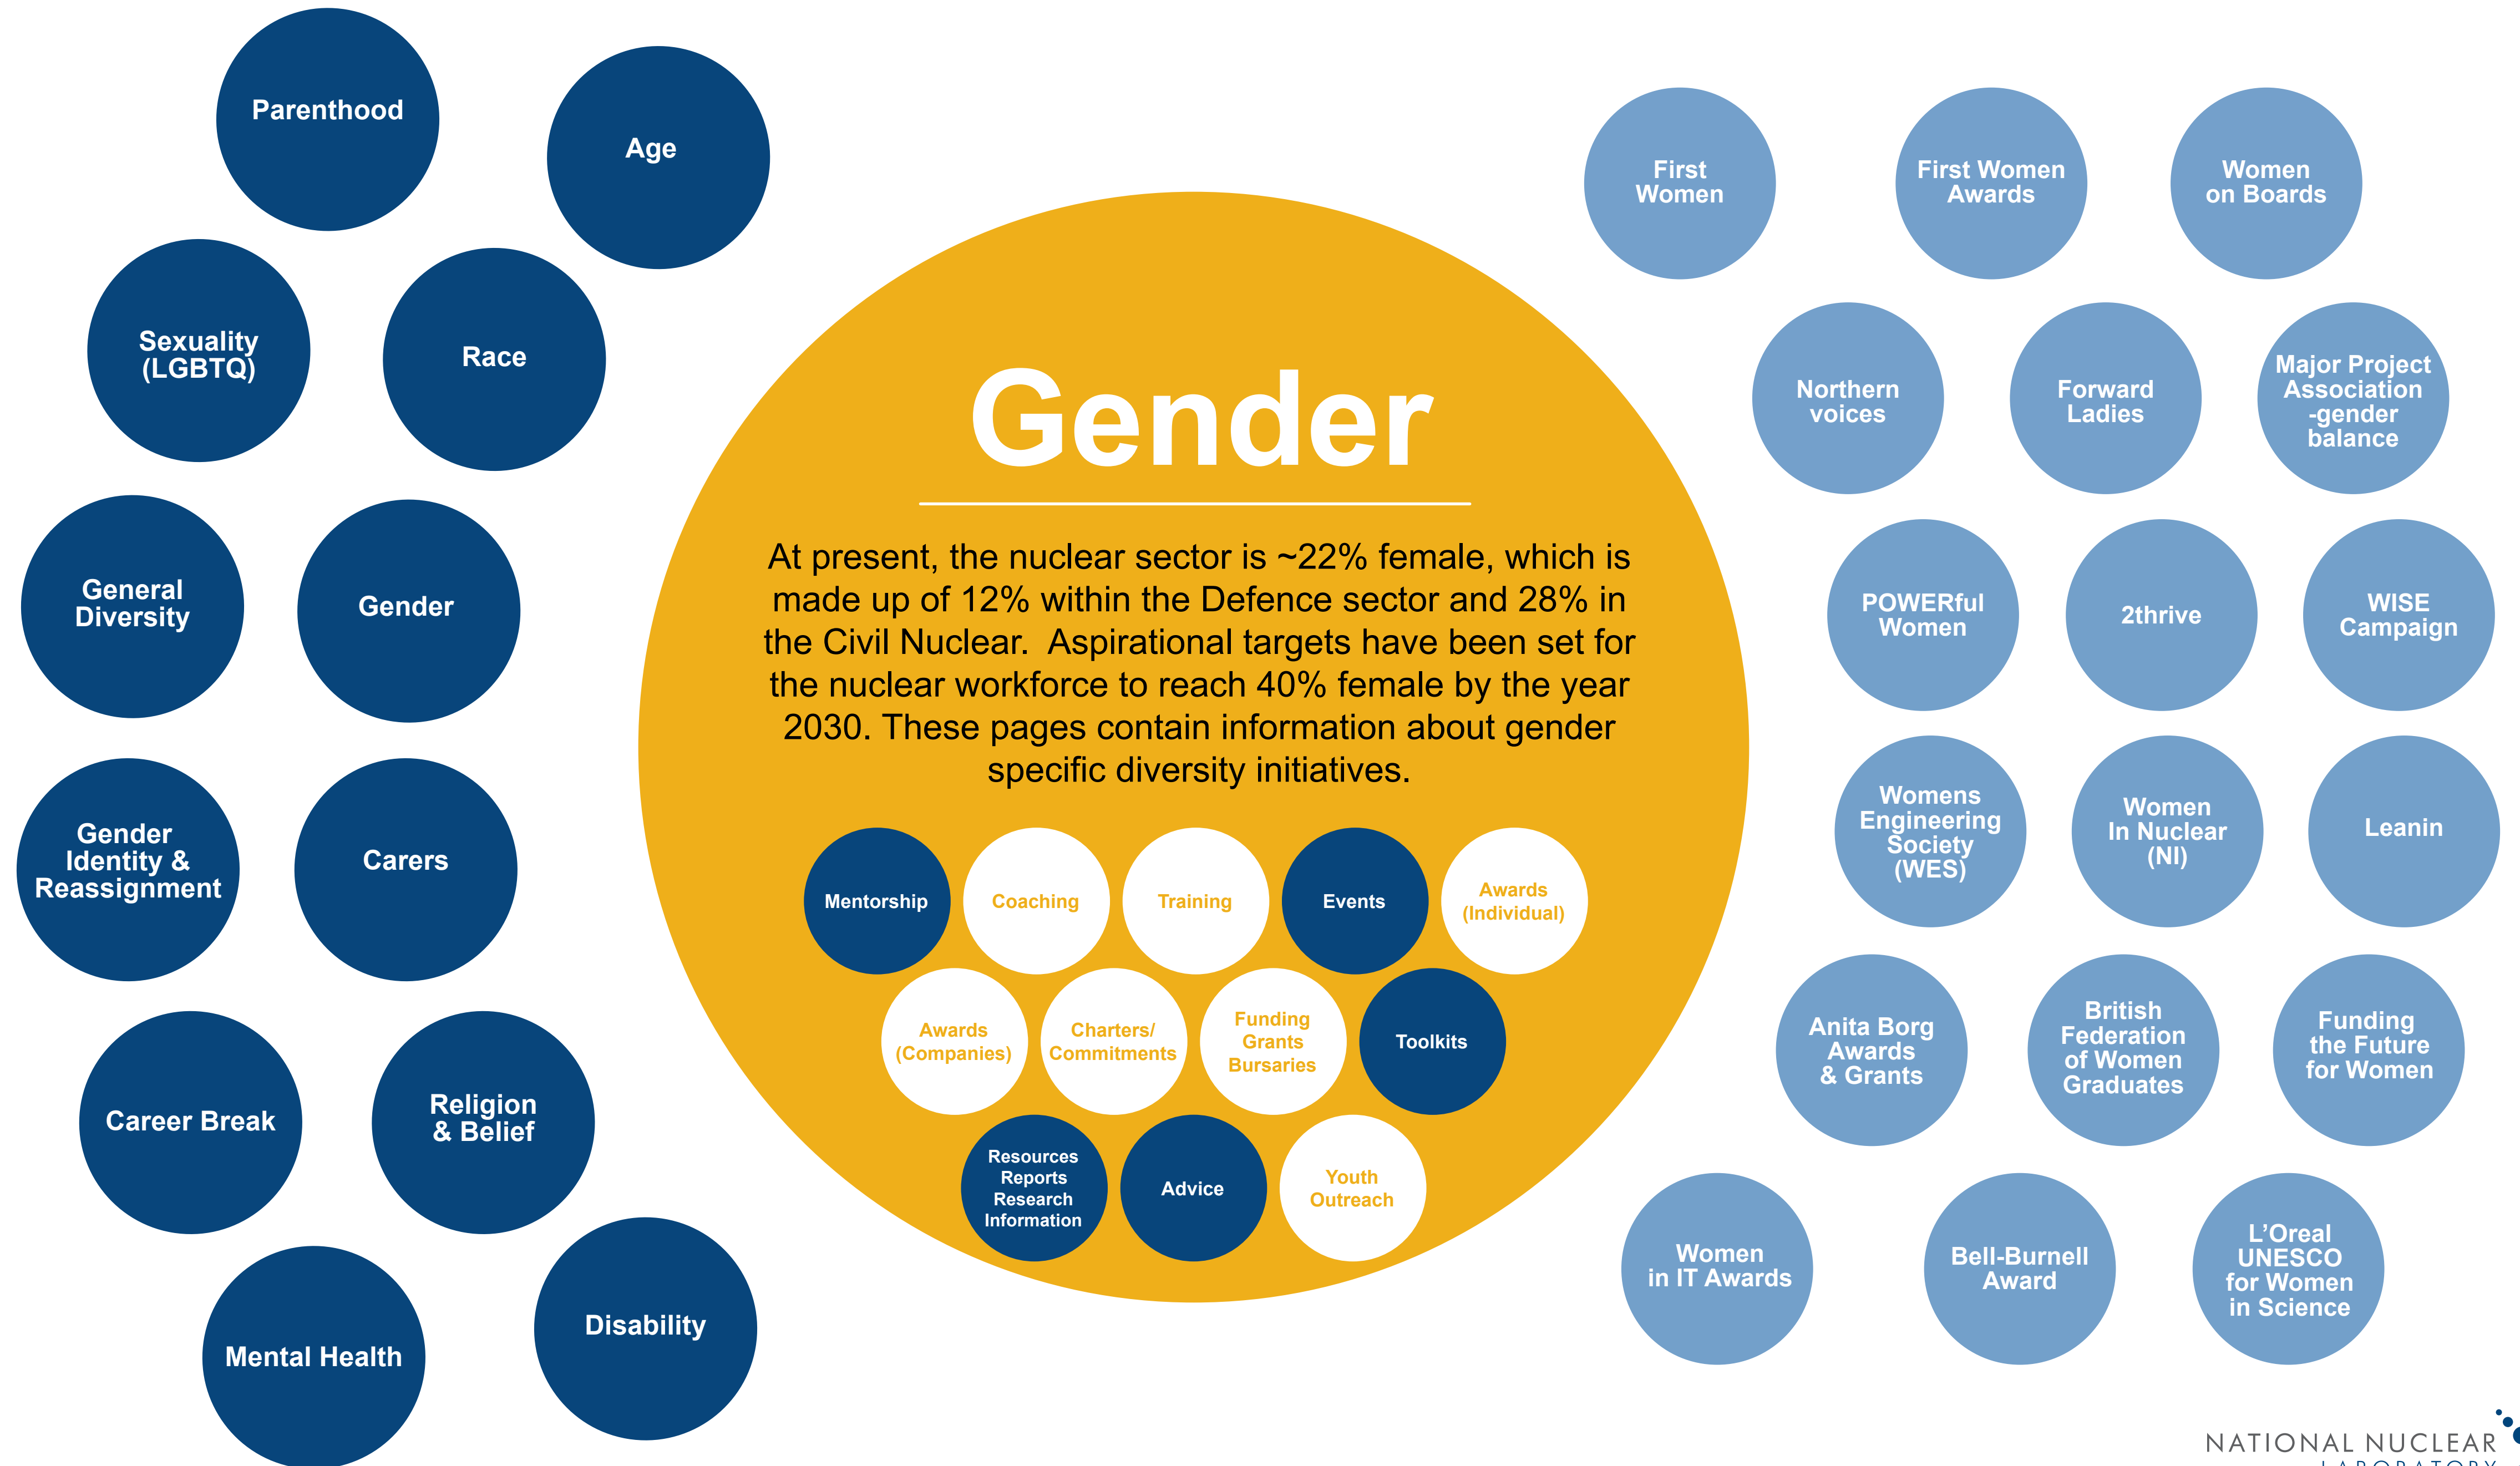 Parenthood
Age
Sexuality
(LGBTQ)
Race
General
Diversity
Gender
Gender
Identity &
Reassignment
Carers
Career Break
Religion
& Belief
Mental Health
Disability
Gender
At present, the nuclear sector is ~22% female, which is
made up of 12% within the Defence sector and 28% in
the Civil Nuclear.  Aspirational targets have been set for
the nuclear workforce to reach 40% female by the year
2030. These pages contain information about gender
specific diversity initiatives.
Mentorship
Coaching
Training
Events
Awards
(Individual)
Awards
(Companies)
Charters/
Commitments
Funding
Grants
Bursaries
Toolkits
Resources
Reports
Research
Information
Advice
Youth
Outreach
First
Women
First Women
Awards
Women
on Boards
Northern
voices
Forward
Ladies
Major Project
Association
-gender
balance
POWERful
Women
2thrive
WISE
Campaign
Womens
Engineering
Society
(WES)
Women
In Nuclear
(NI)
Leanin
Anita Borg
Awards
& Grants
British
Federation
of Women
Graduates
Funding
the Future
for Women
Women
in IT Awards
Bell-Burnell
Award
L’Oreal
UNESCO
for Women
in Science
NATIONAL NUCLEAR
LABORATORY